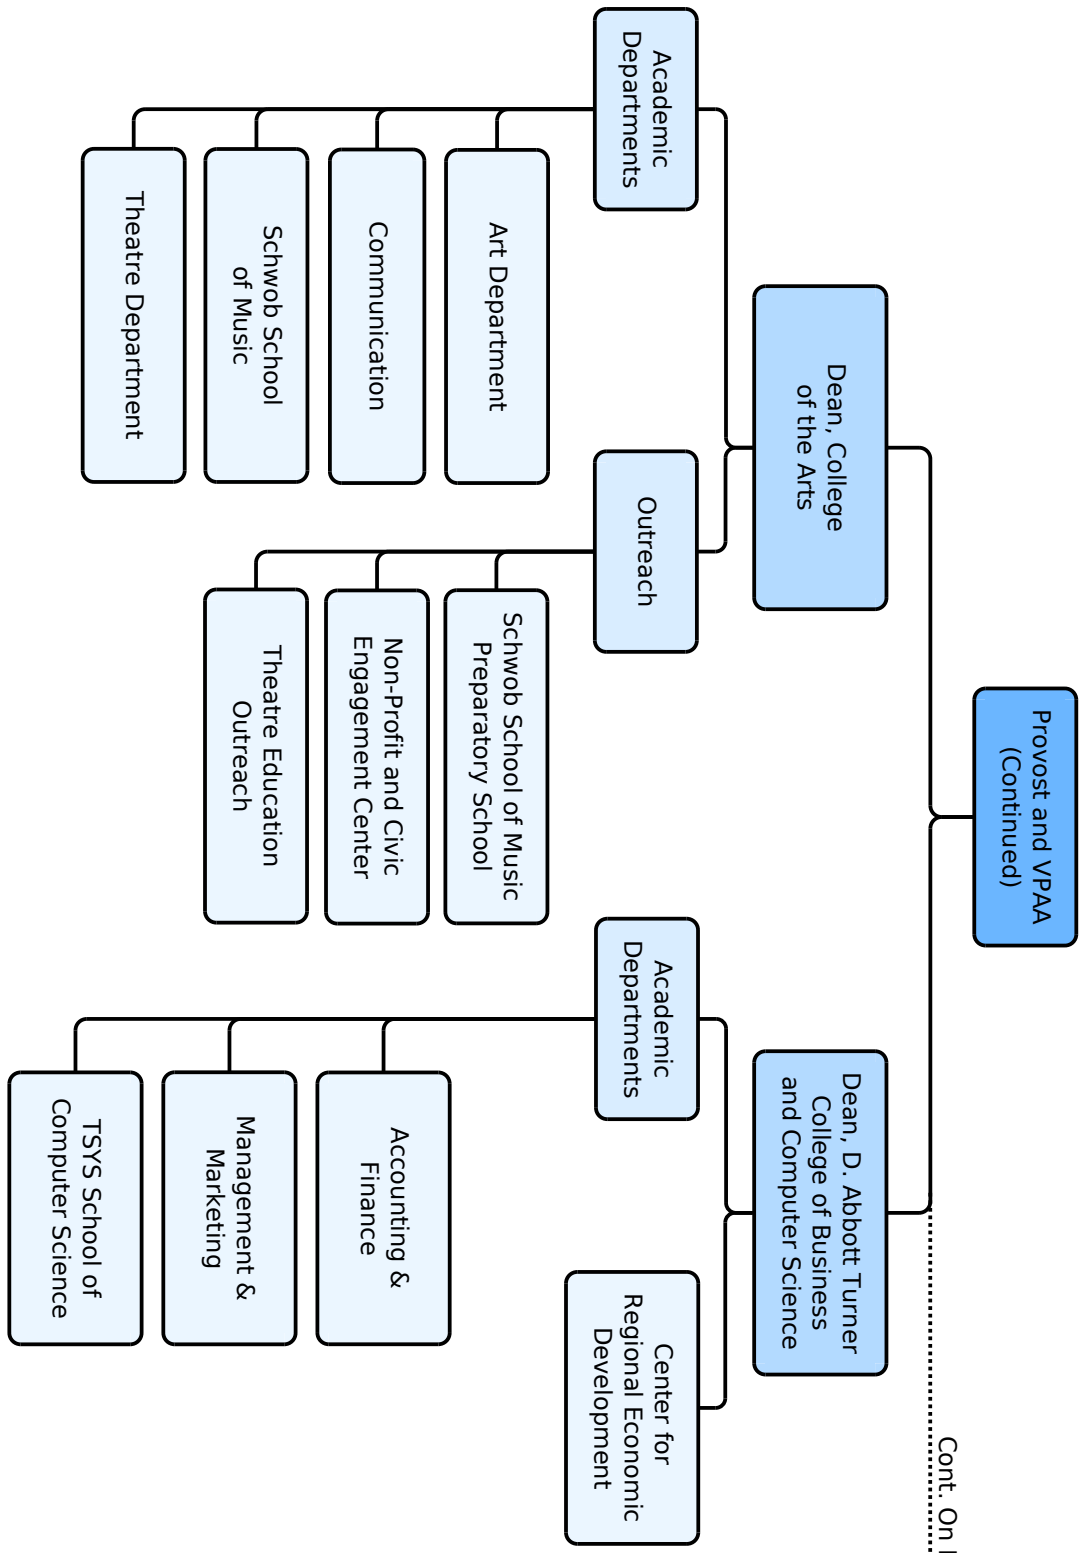 Provost and VPAA
(Continued)
Cont. On
Dean, College
of the Arts
Dean, D. Abbott Turner
College of Business
and Computer Science
Academic
Departments
Outreach
Academic
Departments
Center for
Regional Economic
Development
Art Department
Communication
Schwob School
of Music
Theatre Department
Schwob School of Music
Preparatory School
Non-Profit and Civic
Engagement Center
Theatre Education
Outreach
Accounting &
Finance
Management &
Marketing
TSYS School of
Computer Science